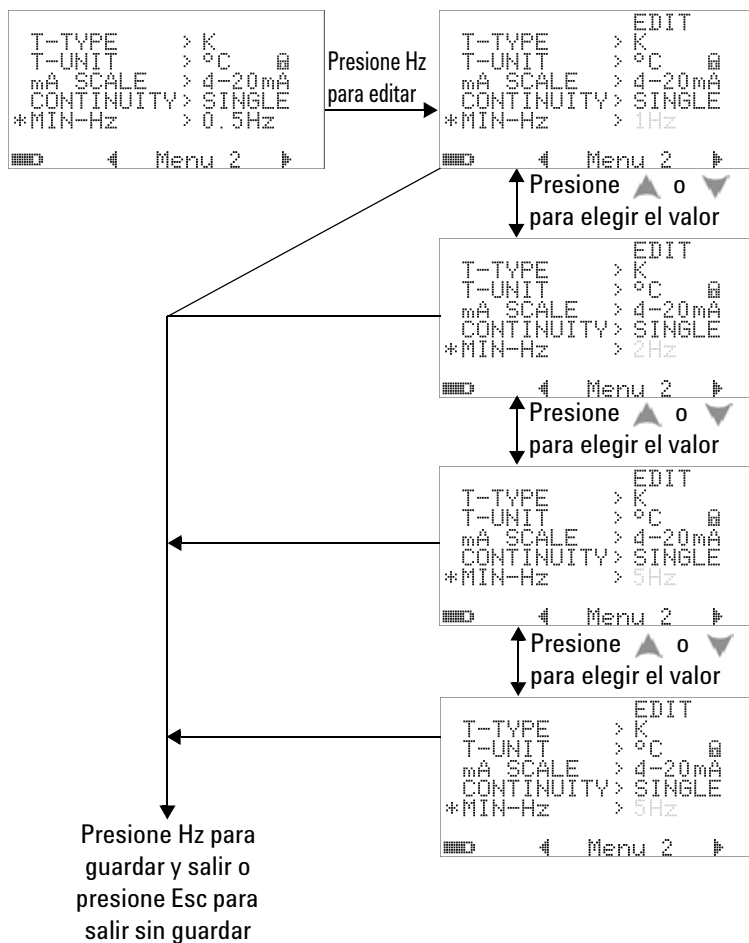 T-TYPE > K
T-UNIT > °C
mA SCALE > 4-20mA
CONTINUITY> SINGLE
*MIN-Hz > 0.5Hz
Menu 2
Presione Hz
para editar
EDIT
T-TYPE > K
T-UNIT > °C
mA SCALE > 4-20mA
CONTINUITY> SINGLE
*MIN-Hz > 1Hz
Menu 2
Presione o
para elegir el valor
EDIT
T-TYPE > K
T-UNIT > °C
mA SCALE > 4-20mA
CONTINUITY> SINGLE
*MIN-Hz > 2Hz
Menu 2
Presione o
para elegir el valor
EDIT
T-TYPE > K
T-UNIT > °C
mA SCALE > 4-20mA
CONTINUITY> SINGLE
*MIN-Hz > 5Hz
Menu 2
Presione o
para elegir el valor
EDIT
T-TYPE > K
T-UNIT > °C
mA SCALE > 4-20mA
CONTINUITY> SINGLE
*MIN-Hz > 5Hz
Menu 2
Presione Hz para
guardar y salir o
presione Esc para
salir sin guardar